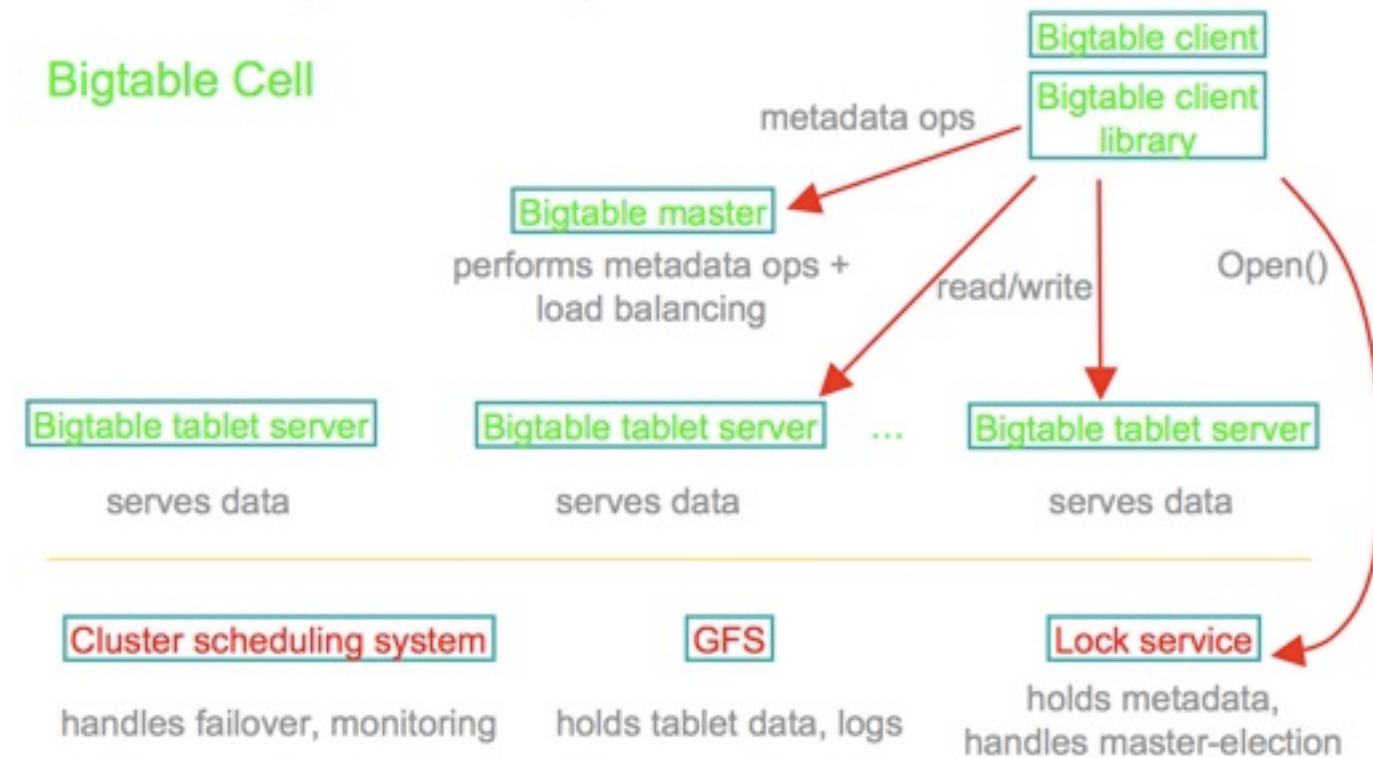 Bigtable Cell
Bigtable client
Bigtable client
library
metadata ops
Bigtable master
performs metadata ops +
load balancing
read/write
Open()
Bigtable tablet server
Bigtable tablet server
...
Bigtable tablet server
serves data
serves data
serves data
Cluster scheduling system
GFS
Lock service
handles failover, monitoring
holds tablet data, logs
holds metadata,
handles master-election